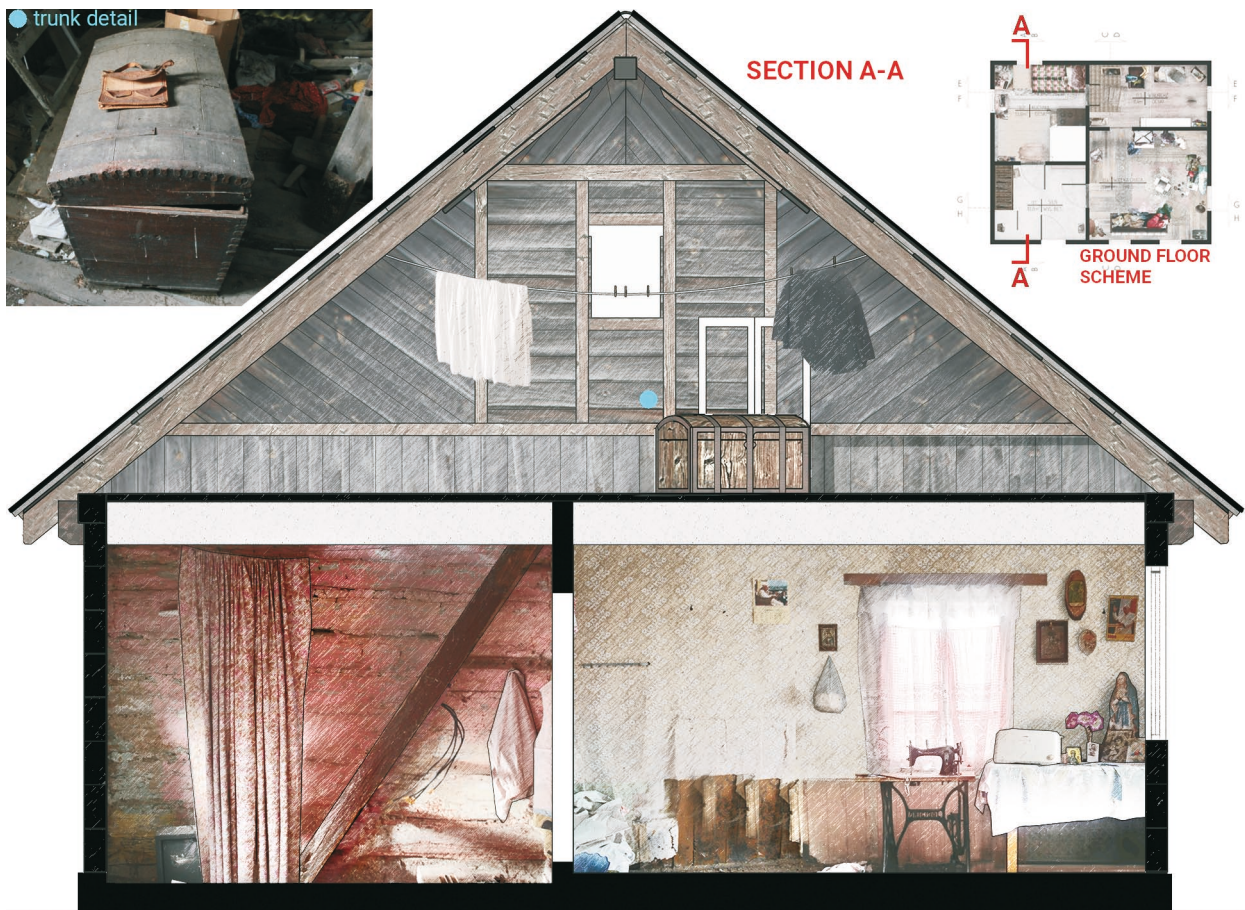 trunk detail
SECTION A-A
A
C D
E
F
E
F
G
H
G
H
A
GROUND FLOOR
SCHEME